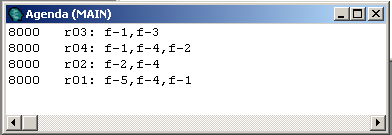 Agenda (MAIN)
8000 r03: f-1,f-3
8000 r04: f-1,f-4,f-2
8000 r02: f-2,f-4
8000 r01: f-5,f-4,f-1